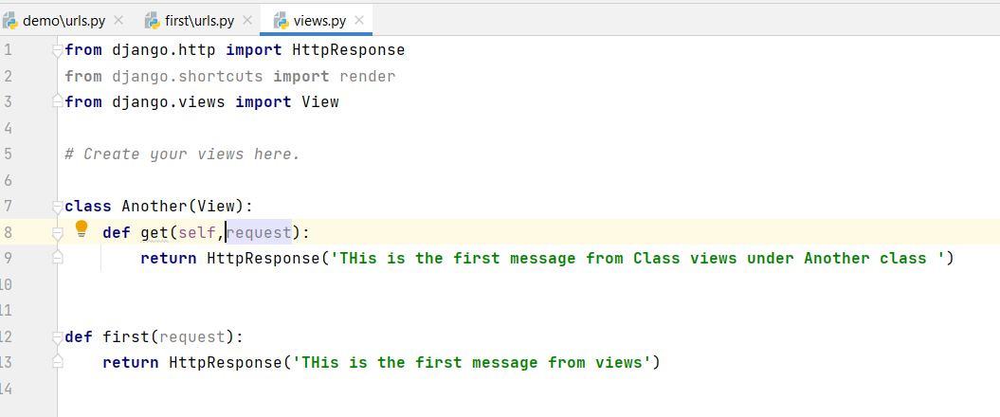 demo\urls.py × first\urls.py × views.py ×
1 from django.http import HttpResponse
2 from django.shortcuts import render
3 from django.views import View
4
5 # Create your views here.
6
7 class Another(View):
8 def get(self,request):
9 return HttpResponse('THis is the first message from Class views under Another class ')
10
11
12 def first(request):
13 return HttpResponse('THis is the first message from views')
14